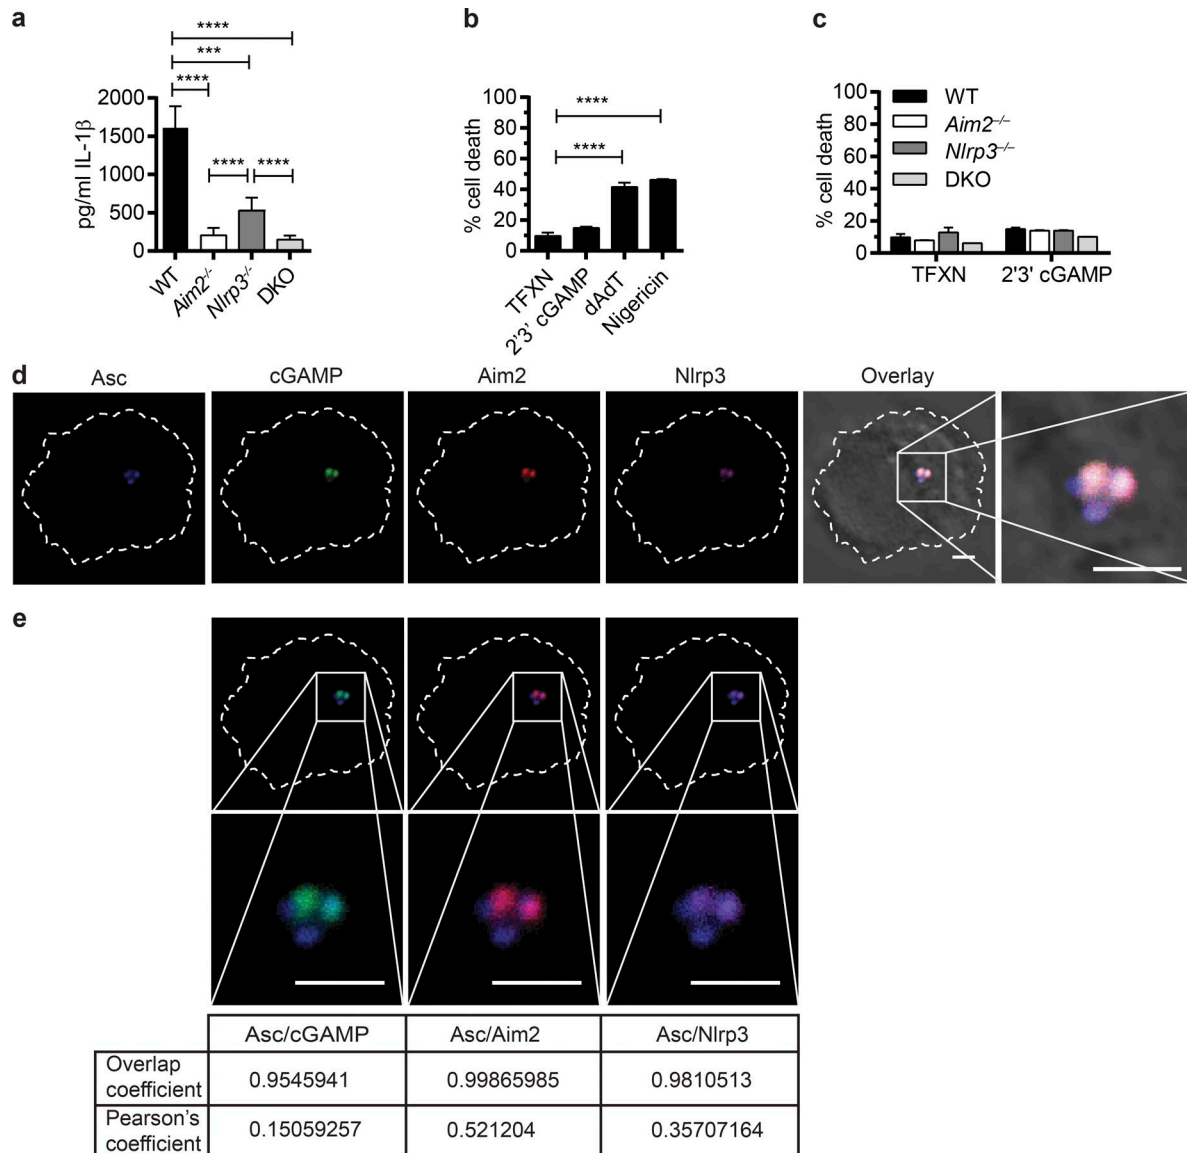 a
****
***
****
2000
1500
1000
500
0
pg/ml IL-1β
****
****
WT
Aim2-/-
Nlrp3-/-
DKO
b
100
80
60
40
20
0
% cell death
****
****
TFXN
2'3' cGAMP
dAdT
Nigericin
c
100
80
60
40
20
0
% cell death
WT
Aim2–/–
Nlrp3–/–
DKO
TFXN
2'3' cGAMP
d
Asc
cGAMP
Aim2
Nlrp3
Overlay
e
Asc/cGAMP
Asc/Aim2
Asc/Nlrp3
Overlap
coefficient
0.9545941
0.99865985
0.9810513
Pearson's
coefficient
0.15059257
0.521204
0.35707164